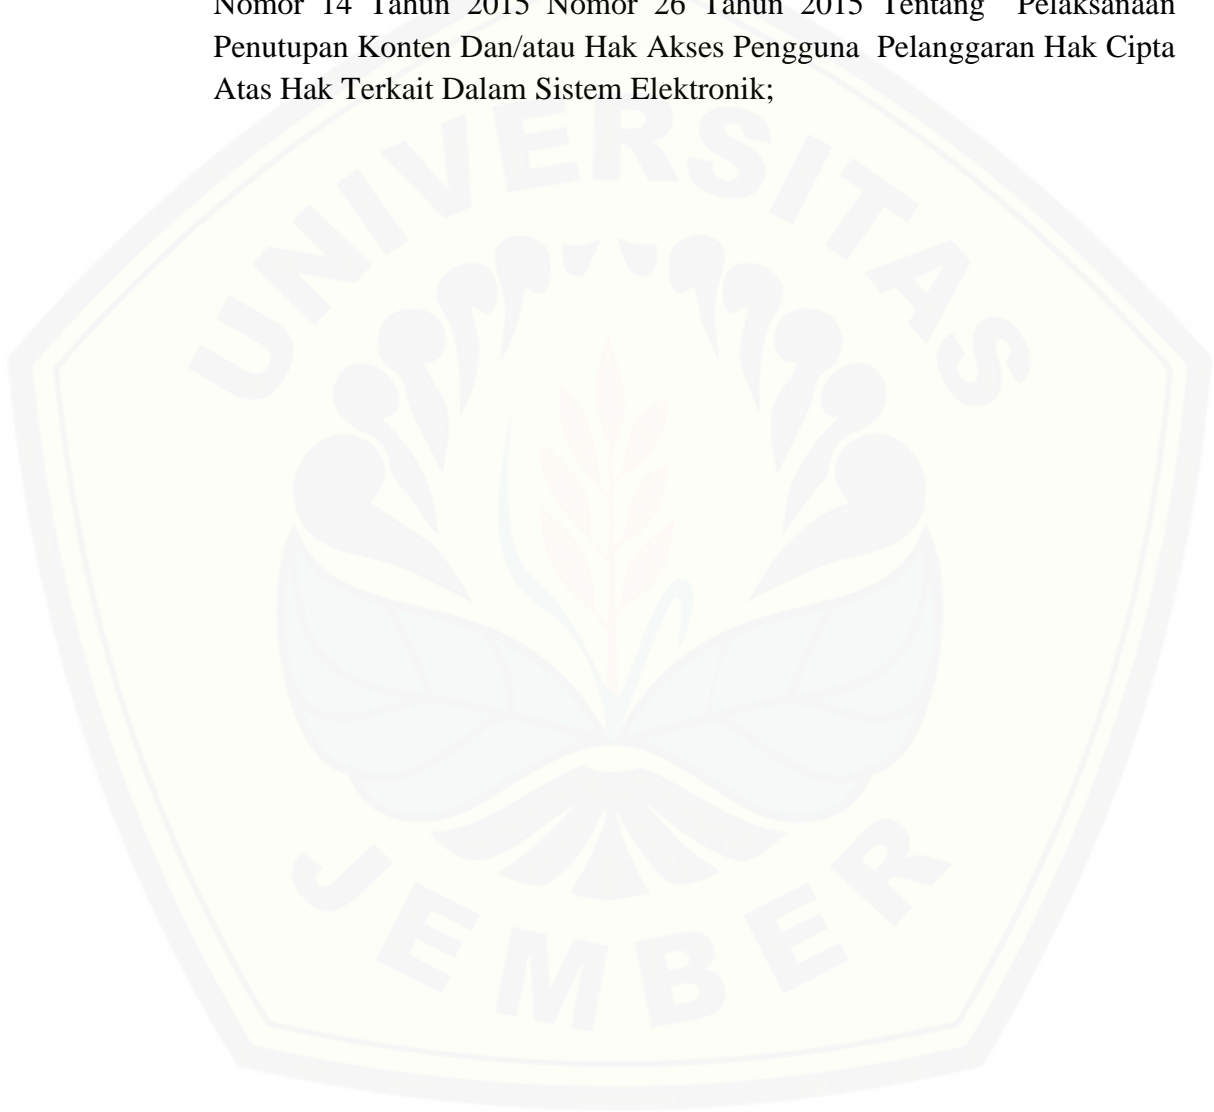 Nomor 14 Tahun 2015 Nomor 26 Tahun 2015 Tentang Pelaksanaan
Penutupan Konten Dan/atau Hak Akses Pengguna Pelanggaran Hak Cipta
Atas Hak Terkait Dalam Sistem Elektronik;
UNIVERSITAS
JEMBER